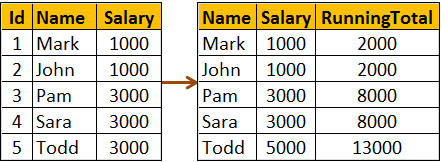 Id Name Salary Name Salary RunningTotal
1 Mark 1000 Mark 1000 2000
2 John 1000 John 1000 2000
3 Pam 3000 Pam 3000 8000
4 Sara 3000 Sara 3000 8000
5 Todd 3000 Todd 5000 13000